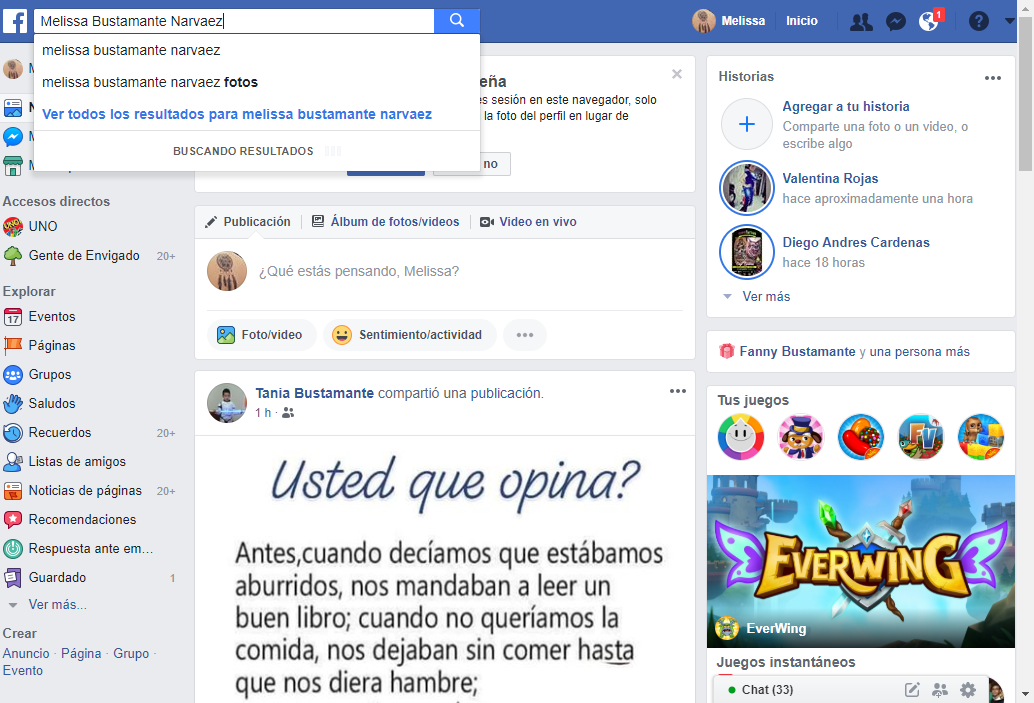 Melissa Bustamante Narvaez
Melissa
Inicio
1
melissa bustamante narvaez
melissa bustamante narvaez fotos
Ver todos los resultados para melissa bustamante narvaez
BUSCANDO RESULTADOS
eña
es sesión en este navegador, solo
la foto del perfil en lugar de
no
Accesos directos
UNO
Gente de Envigado 20+
Explorar
17 Eventos
Páginas
Grupos
Saludos
Recuerdos 20+
Listas de amigos
Noticias de páginas 20+
Recomendaciones
Respuesta ante em...
Guardado 1
Ver más...
Crear
Anuncio · Página · Grupo ·
Evento
Publicación
Álbum de fotos/videos
Video en vivo
¿Qué estás pensando, Melissa?
Foto/video
Sentimiento/actividad
Tania Bustamante compartió una publicación.
1 h ·
Usted que opina?
Antes,cuando decíamos que estábamos
aburridos, nos mandaban a leer un
buen libro; cuando no queríamos la
comida, nos dejaban sin comer hasta
que nos diera hambre;
Historias
Agregar a tu historia
Comparte una foto o un video, o
escribe algo
Valentina Rojas
hace aproximadamente una hora
Diego Andres Cardenas
hace 18 horas
Ver más
Fanny Bustamante y una persona más
Tus juegos
FV
EVERWING
EverWing
Juegos instantáneos
Chat (33)